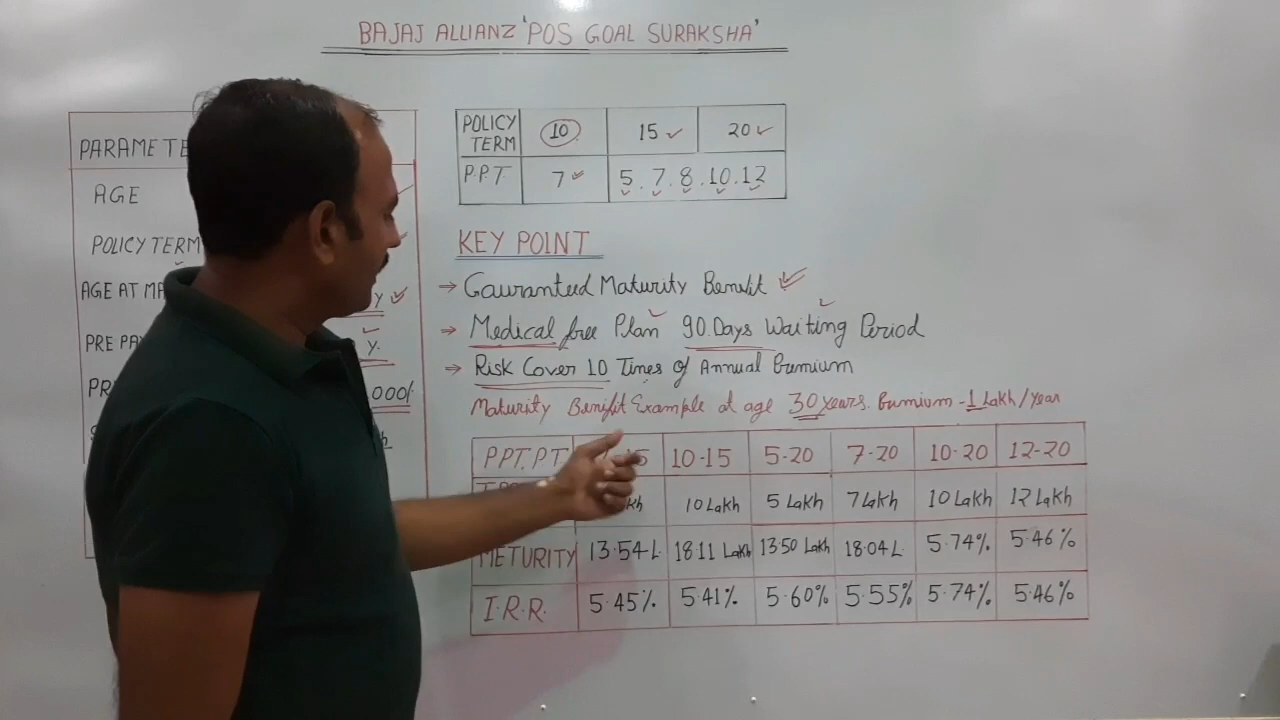 BAJAJ ALLIANZ 'POS GOAL SURAKSHA'
PARAMETE
AGE
POLICY TERM
AGE AT MA Y
PRE PA Y.
PR 000/-
POLICY TERM 10 15 20
P.P.T. 7 5.7.8.10.12
KEY POINT
→ Gauranteed Maturity Benefit
→ Medical free Plan 90.Days Waiting Period
→ Risk Cover 10 Times of Annual Premium
Maturity Benifit Example at age 30 years. Premium - 1 Lakh/Year
PPT.PT 10-15 5-20 7-20 10-20 12-20
10 Lakh 5 Lakh 7 Lakh 10 Lakh 12 Lakh
METURITY 13.54 L. 18.11 Lakh 13.50 Lakh 18.04 L 5.74% 5.46%
I.R.R. 5.45% 5.41% 5.60% 5.55% 5.74% 5.46%